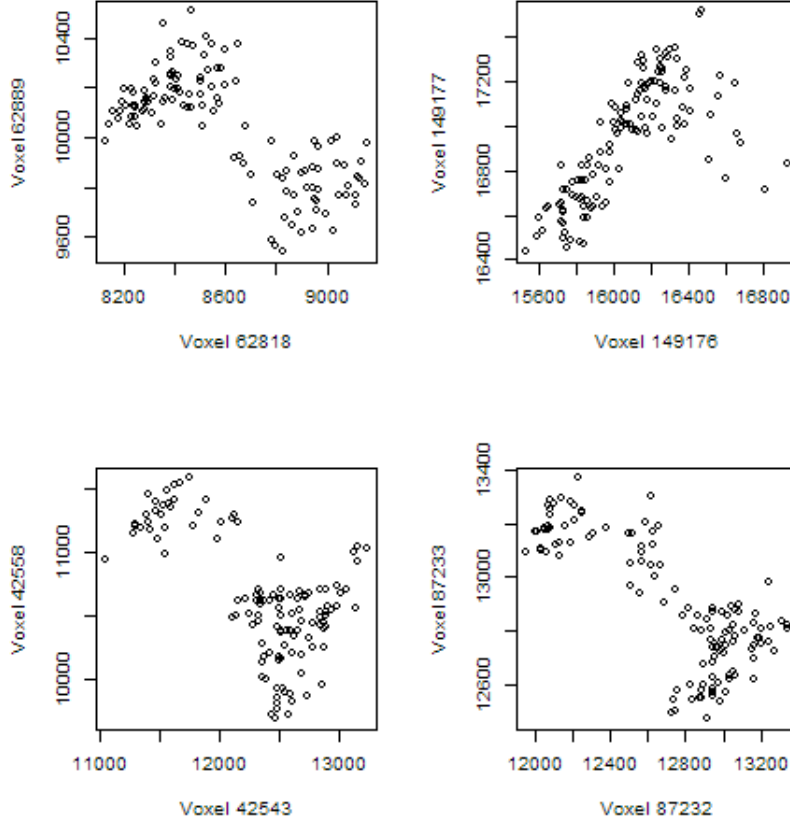 10400
10000
9600
Voxel 62889
8200 8600 9000
Voxel 62818
17200
16800
16400
Voxel 149177
15600 16000 16400 16800
Voxel 149176
11000
10000
Voxel 42558
11000 12000 13000
Voxel 42543
13400
13000
12600
Voxel 87233
12000 12400 12800 13200
Voxel 87232